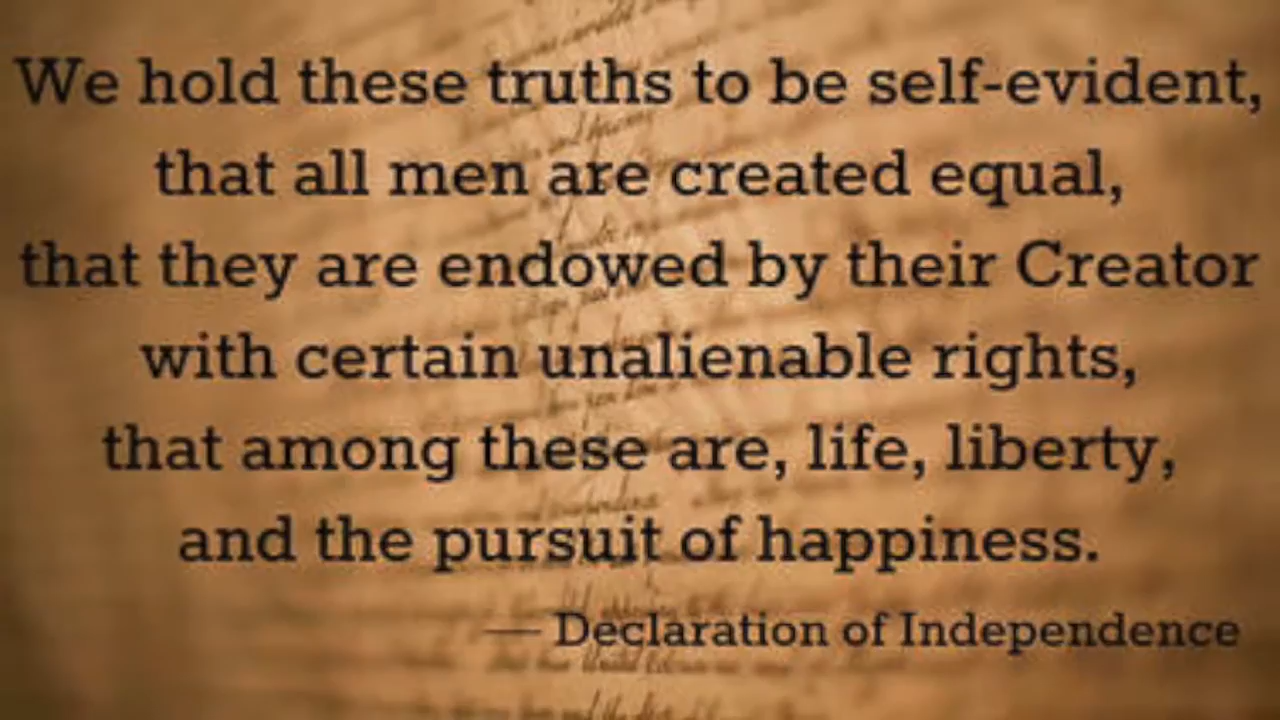 We hold these truths to be self-evident,
that all men are created equal,
that they are endowed by their Creator
with certain unalienable rights,
that among these are, life, liberty,
and the pursuit of happiness.
— Declaration of Independence